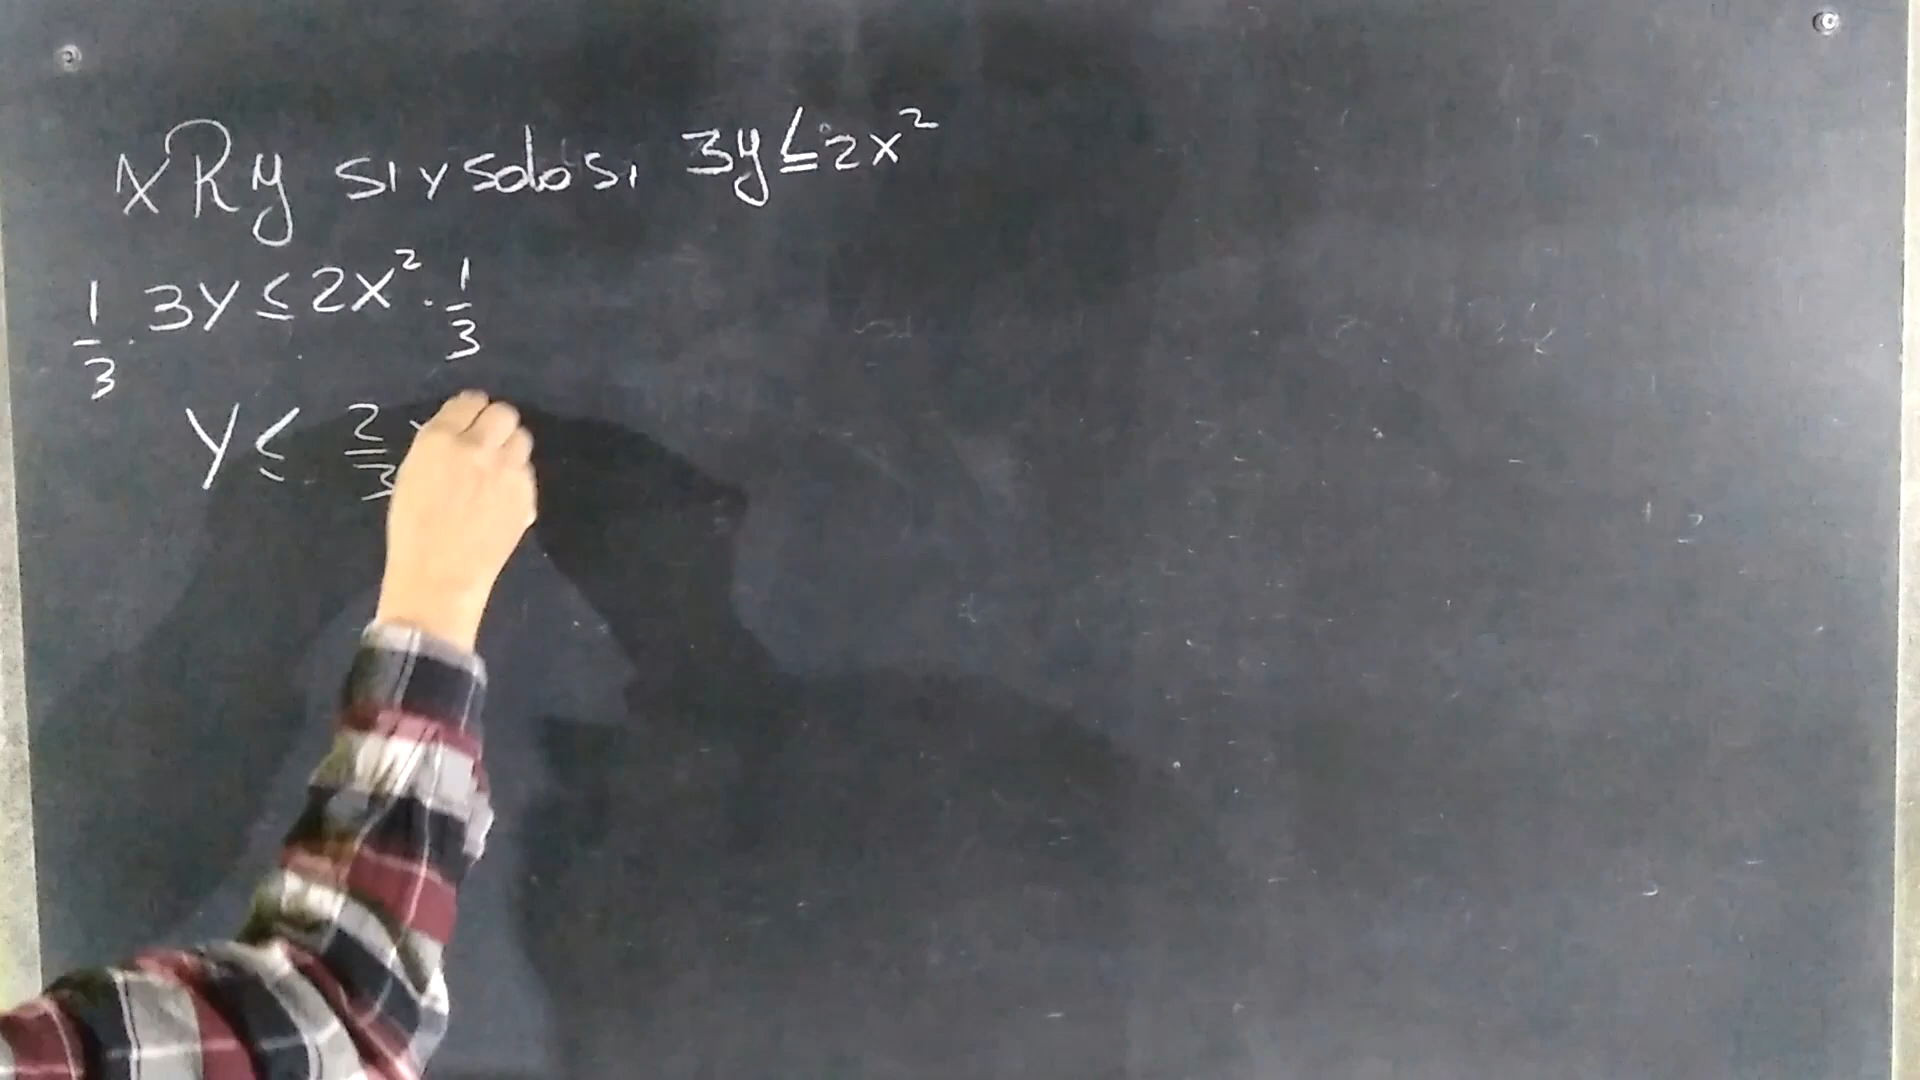 xRy si y solo si 3y ≤ 2x²
1/3 · 3y ≤ 2x² · 1/3
y ≤ 2/3